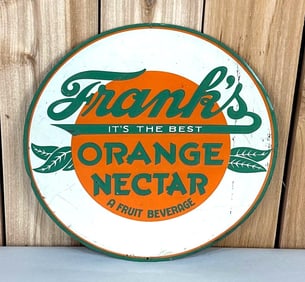 Frank's
IT'S THE BEST
ORANGE
NECTAR
A FRUIT BEVERAGE